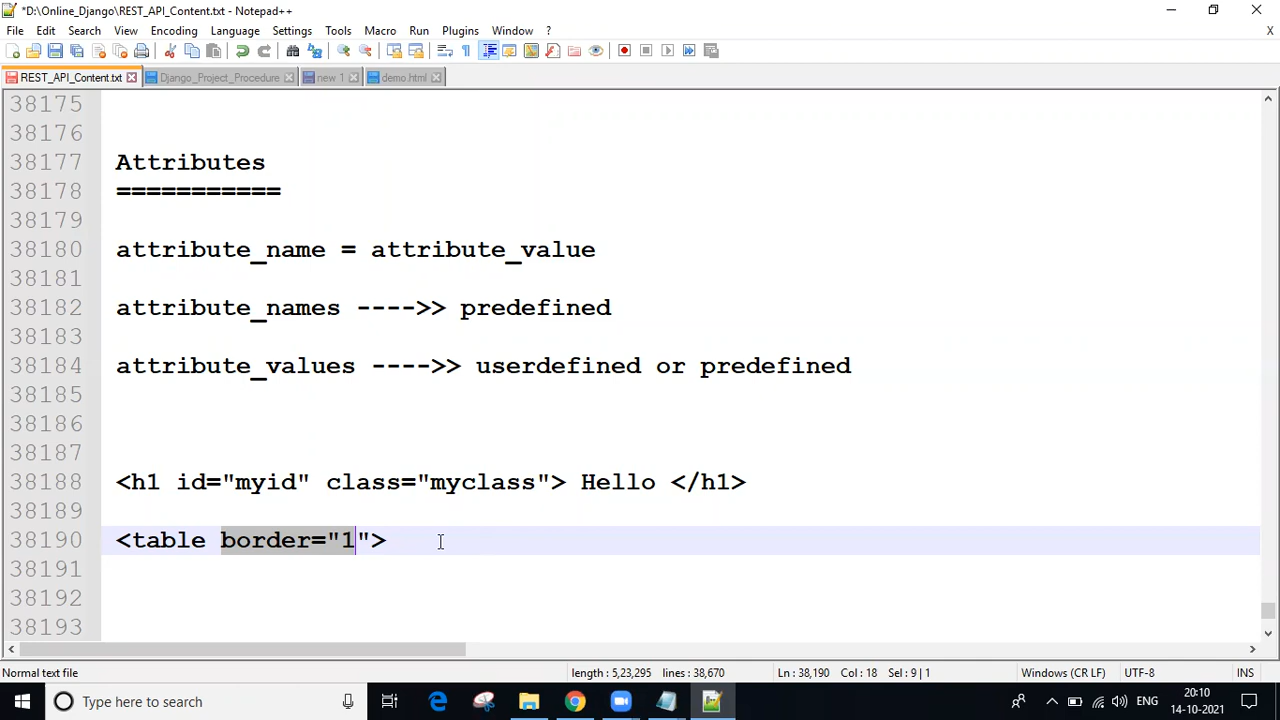 *D:\Online_Django\REST_API_Content.txt - Notepad++
File Edit Search View Encoding Language Settings Tools Macro Run Plugins Window ? X
REST_API_Content.txt Django_Project_Procedure new 1 demo.html
38175
38176
38177 Attributes
38178 ===========
38179
38180 attribute_name = attribute_value
38181
38182 attribute_names ---->> predefined
38183
38184 attribute_values ---->> userdefined or predefined
38185
38186
38187
38188 <h1 id="myid" class="myclass"> Hello </h1>
38189
38190 <table border="1">
38191
38192
38193
Normal text file length : 5,23,295 lines : 38,670 Ln : 38,190 Col : 18 Sel : 9 | 1 Windows (CR LF) UTF-8 INS
Type here to search ENG 20:10
14-10-2021